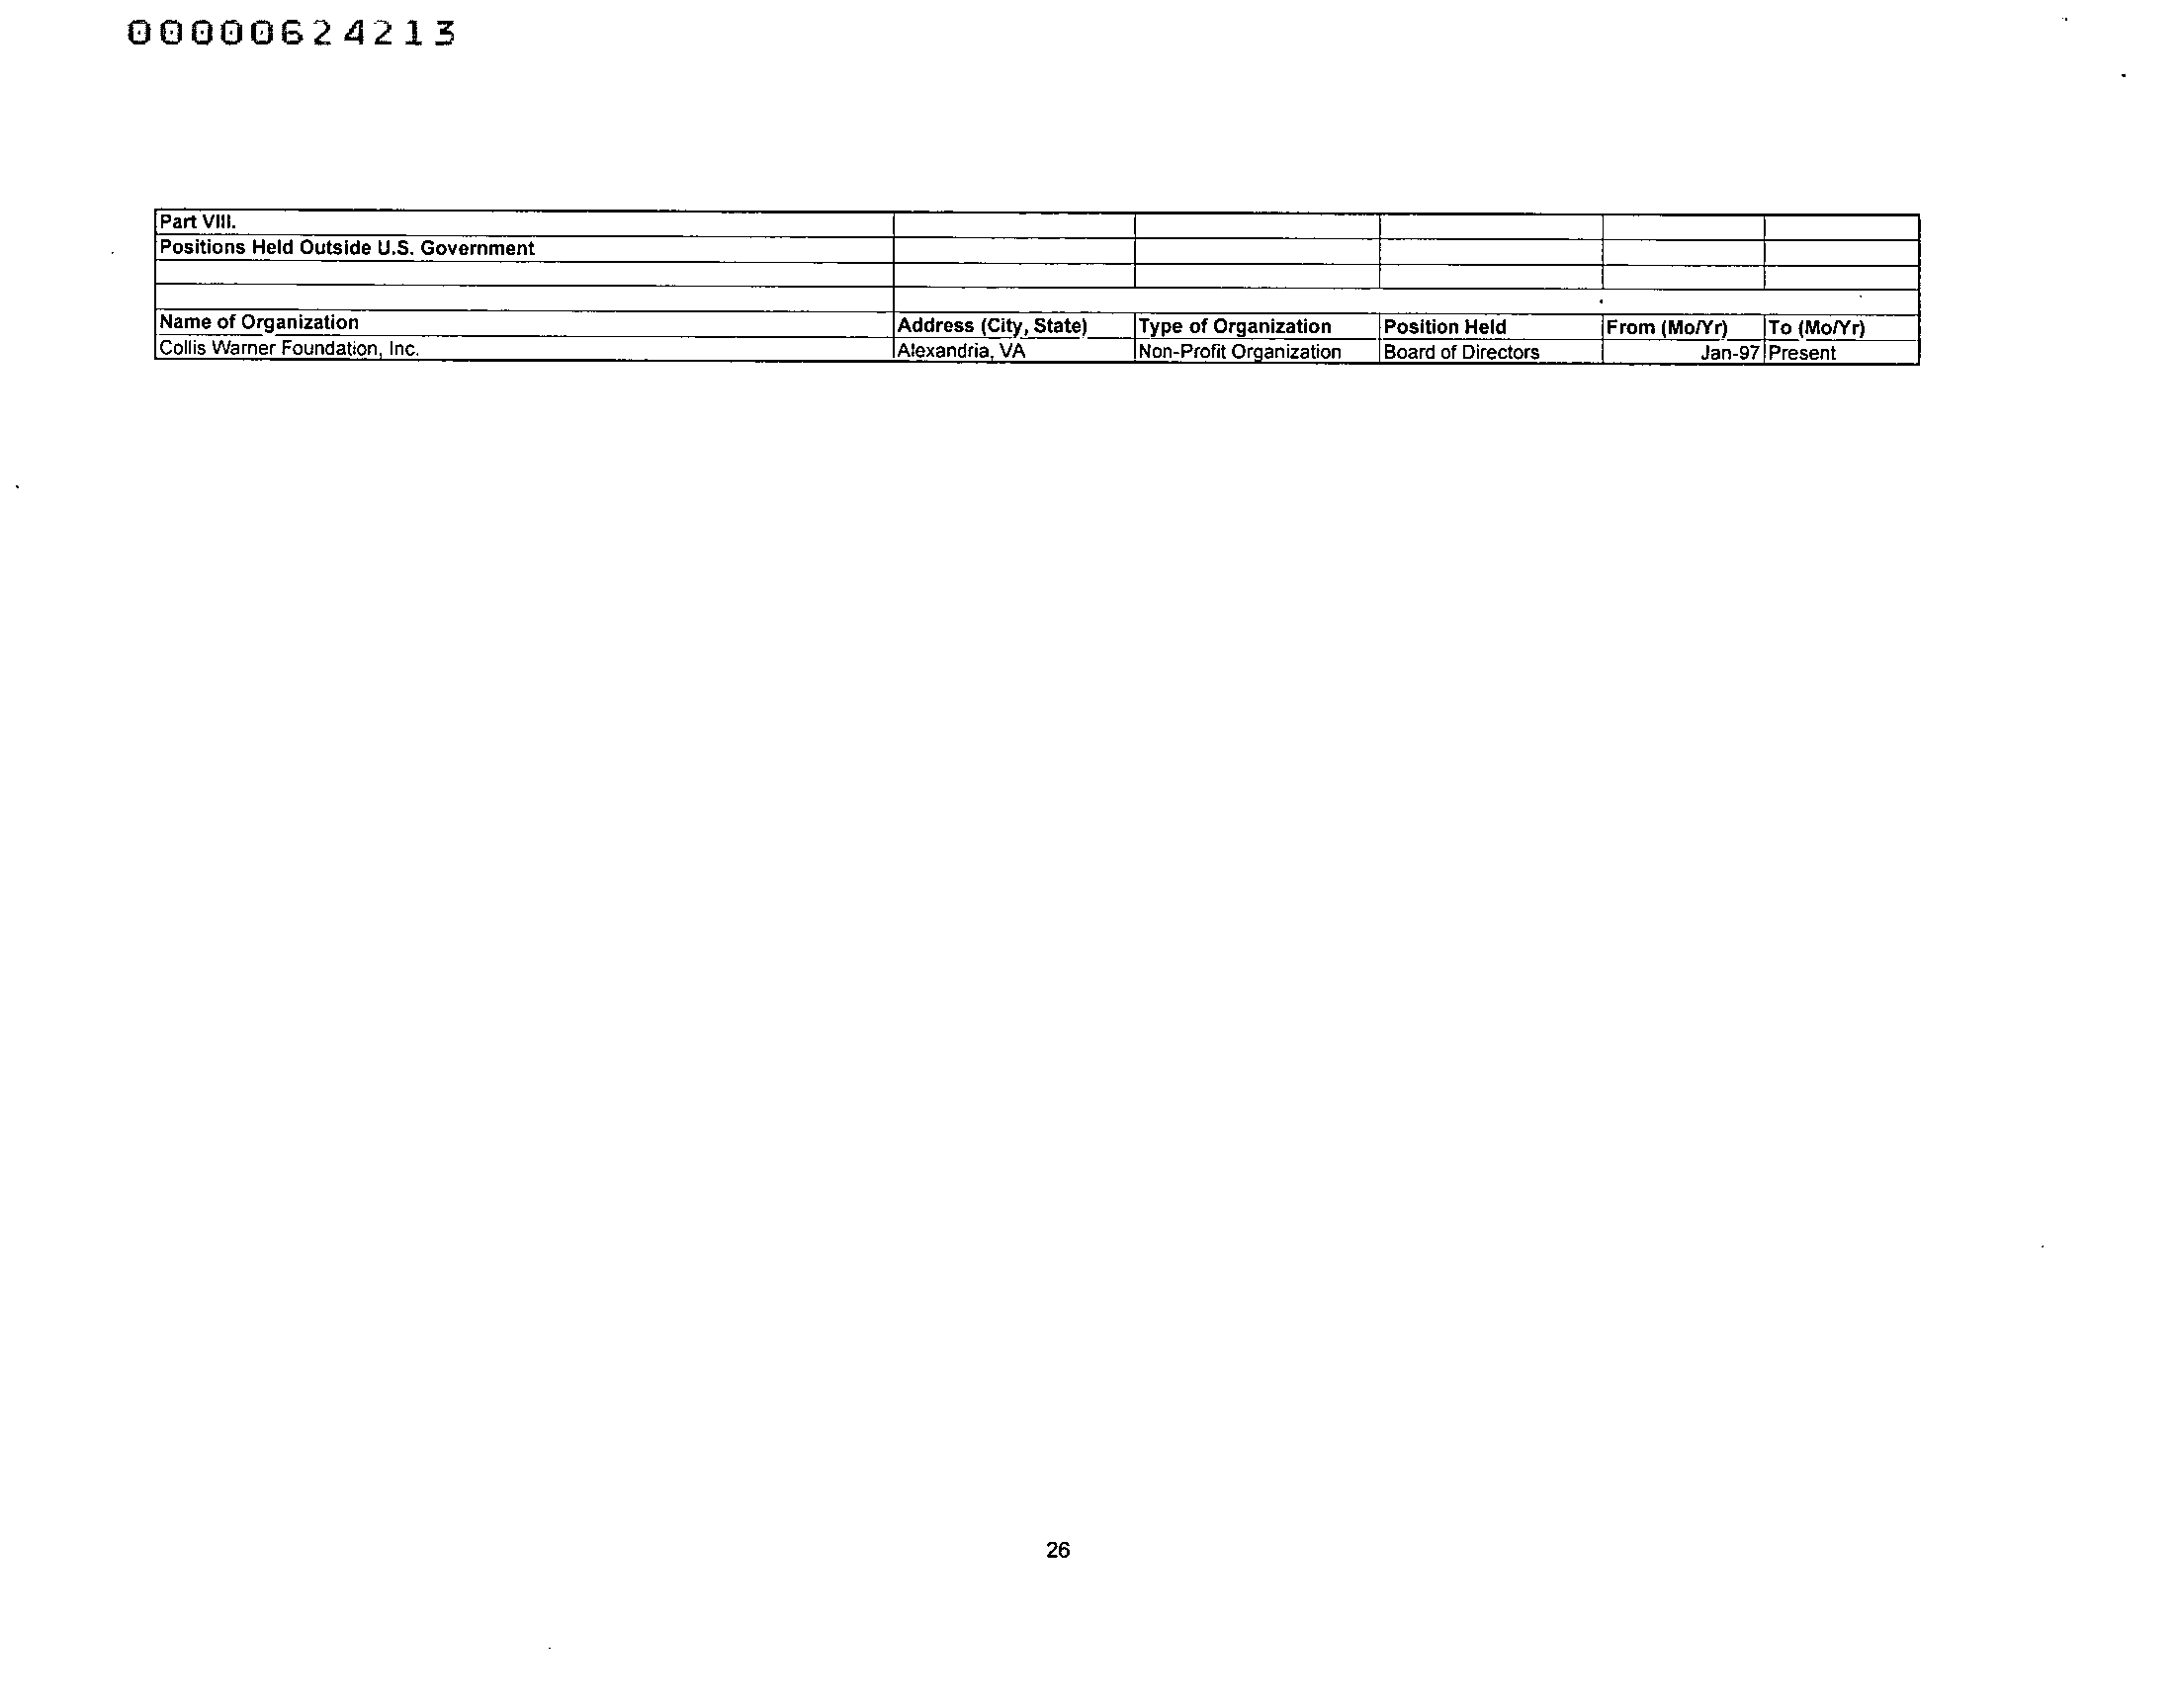 00000624213
Part VIII.
Positions Held Outside U.S. Government
Name of Organization Address (City, State) Type of Organization Position Held From (Mo/Yr) To (Mo/Yr)
Collis Warner Foundation, Inc. Alexandria, VA Non-Profit Organization Board of Directors Jan-97 Present
26